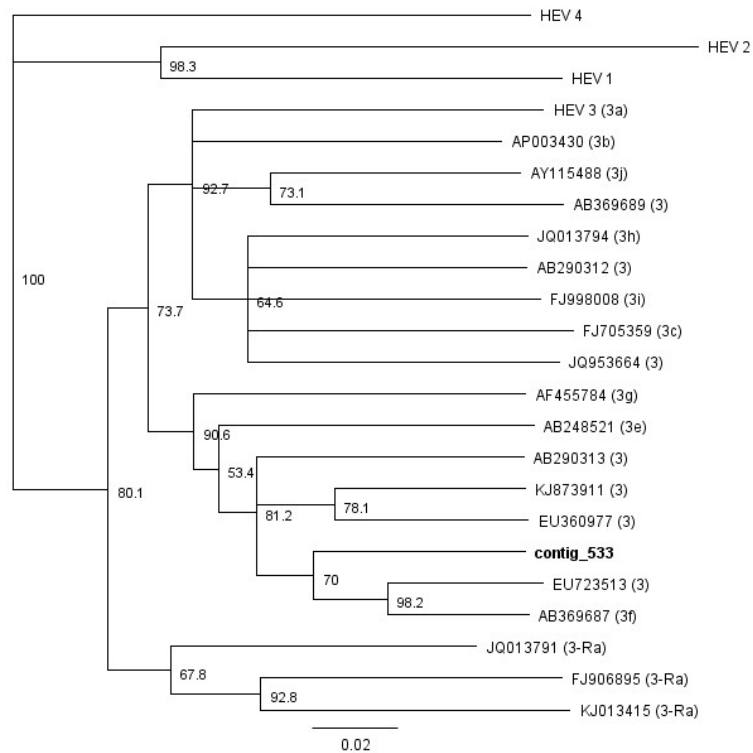 HEV 4
HEV 2
98.3
HEV 1
HEV 3 (3a)
AP003430 (3b)
AY115488 (3j)
92.7
73.1
AB369689 (3)
JQ013794 (3h)
AB290312 (3)
100
FJ998008 (3i)
64.6
73.7
FJ705359 (3c)
JQ953664 (3)
AF455784 (3g)
AB248521 (3e)
90.6
AB290313 (3)
53.4
KJ873911 (3)
80.1
78.1
81.2
EU360977 (3)
contig_533
70
EU723513 (3)
98.2
AB369687 (3f)
JQ013791 (3-Ra)
67.8
FJ906895 (3-Ra)
92.8
KJ013415 (3-Ra)
0.02